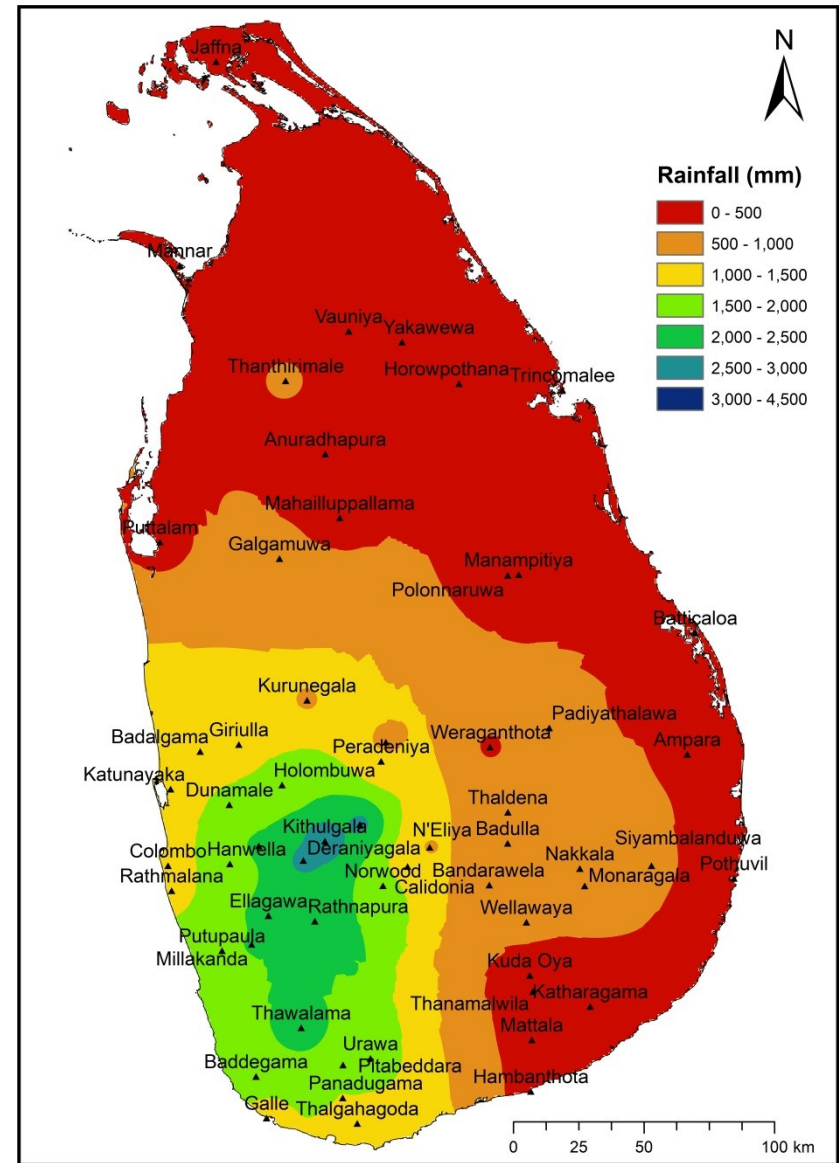 Jaffna
N
Rainfall (mm)
0 - 500
500 - 1,000
1,000 - 1,500
1,500 - 2,000
2,000 - 2,500
2,500 - 3,000
3,000 - 4,500
Mannar
Vauniya
Yakawewa
Thanthirimale
Horowpothana
Trincomalee
Anuradhapura
Mahailluppallama
Puttalam
Galgamuwa
Manampitiya
Polonnaruwa
Batticaloa
Kurunegala
Padiyathalawa
Giriulla
Weraganthota
Badalgama
Peradeniya
Ampara
Katunayaka
Holombuwa
Dunamale
Thaldena
Kithulgala
N'Eliya
Badulla
Siyambalanduwa
Colombo
Hanwella
Deraniyagala
Nakkala
Pothuvil
Rathmalana
Norwood
Bandarawela
Monaragala
Calidonia
Ellagawa
Rathnapura
Wellawaya
Putupaula
Millakanda
Kuda Oya
Thanamalwila
Katharagama
Thawalama
Mattala
Urawa
Baddegama
Pitabeddara
Panadugama
Hambanthota
Galle
Thalgahagoda
0 25 50 100 km